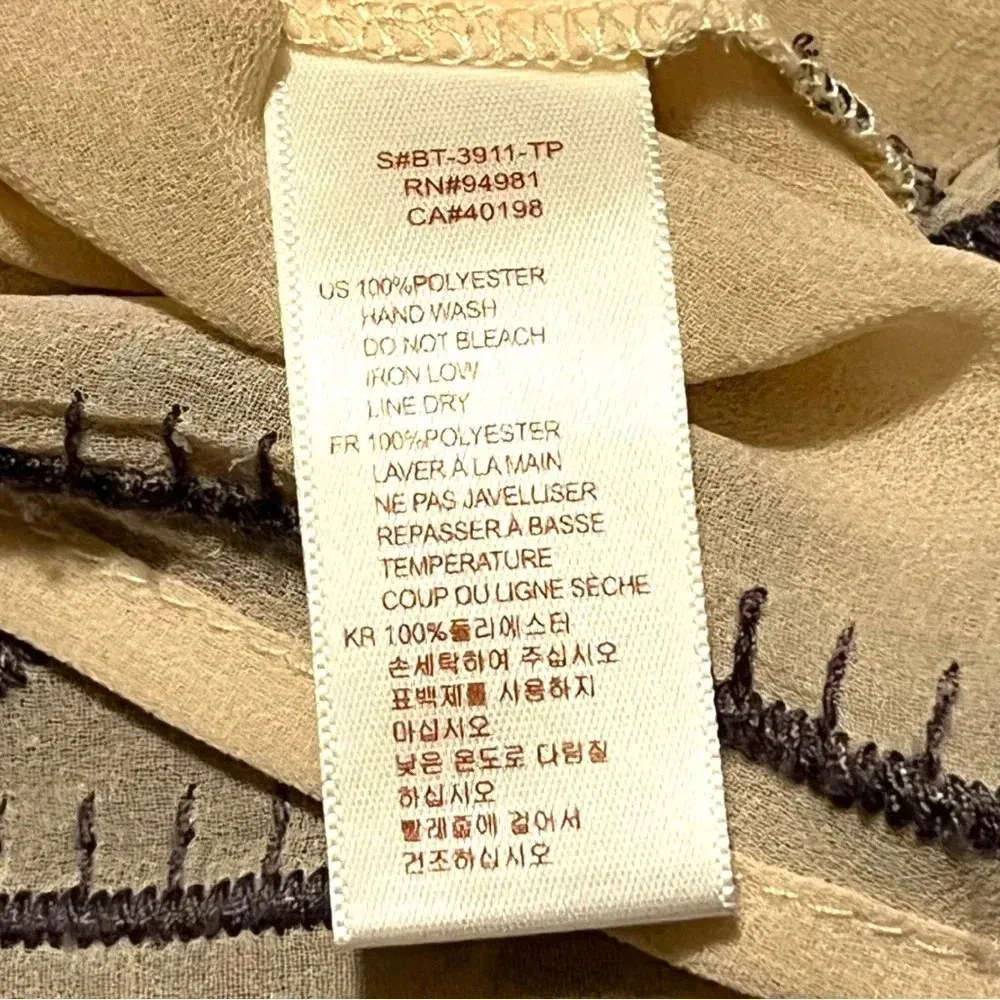 S#BT-3911-TP
RN#94981
CA#40198
US 100%POLYESTER
HAND WASH
DO NOT BLEACH
IRON LOW
LINE DRY
FR 100%POLYESTER
LAVER À LA MAIN
NE PAS JAVELLISER
REPASSER À BASSE
TEMPERATURE
COUP OU LIGNE SÈCHE
KR 100%폴리에스터
손세탁하여 주십시오
표백제를 사용하지
마십시오
낮은 온도로 다림질
하십시오
빨래줄에 걸어서
건조하십시오